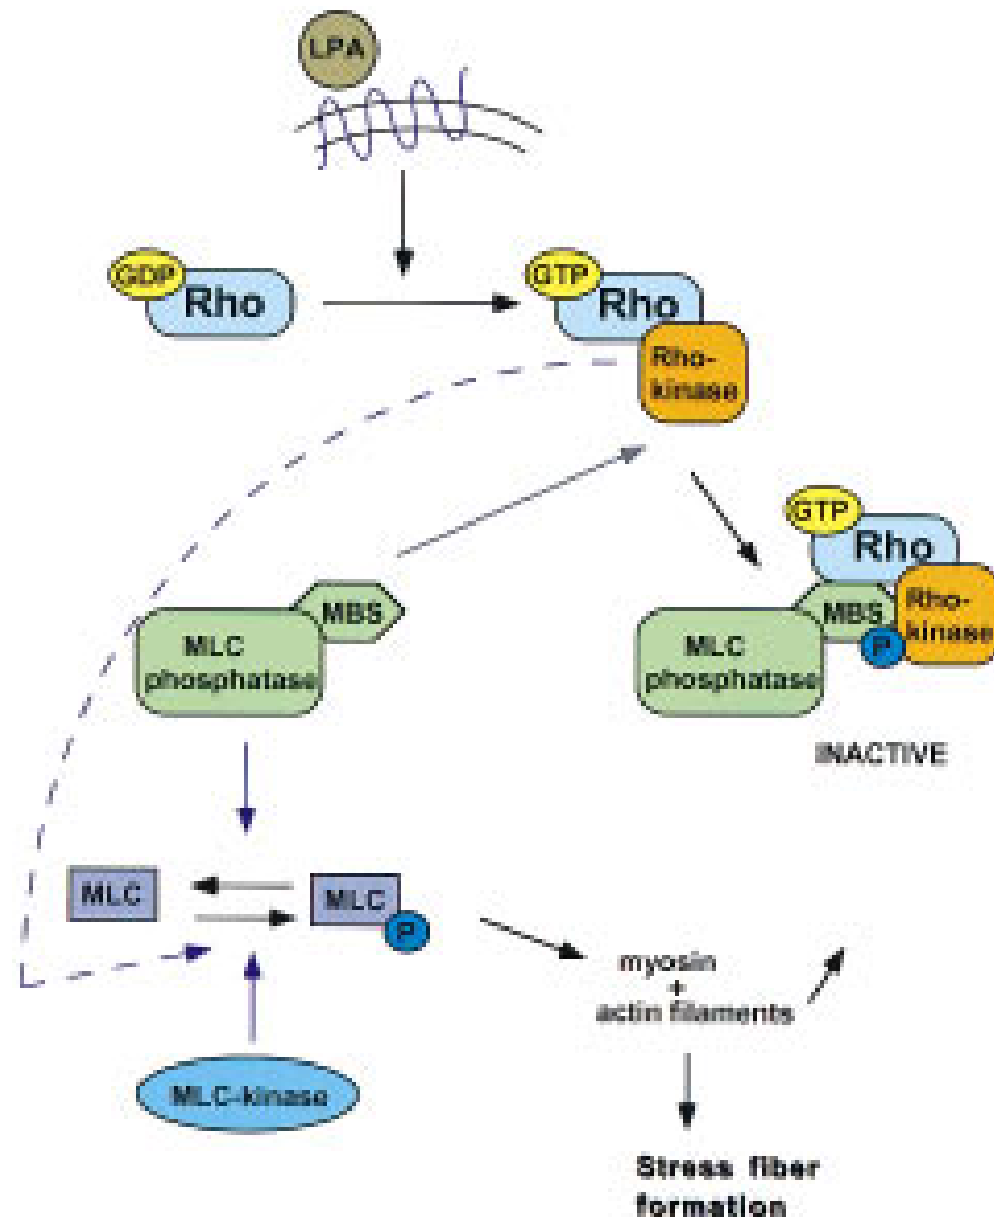 LPA
GDP
Rho
GTP
Rho
Rho-
kinase
GTP
Rho
MBS
Rho-
kinase
P
MLC
phosphatase
MBS
MLC
phosphatase
INACTIVE
MLC
MLC
P
myosin
+
actin filaments
MLC-kinase
Stress fiber
formation